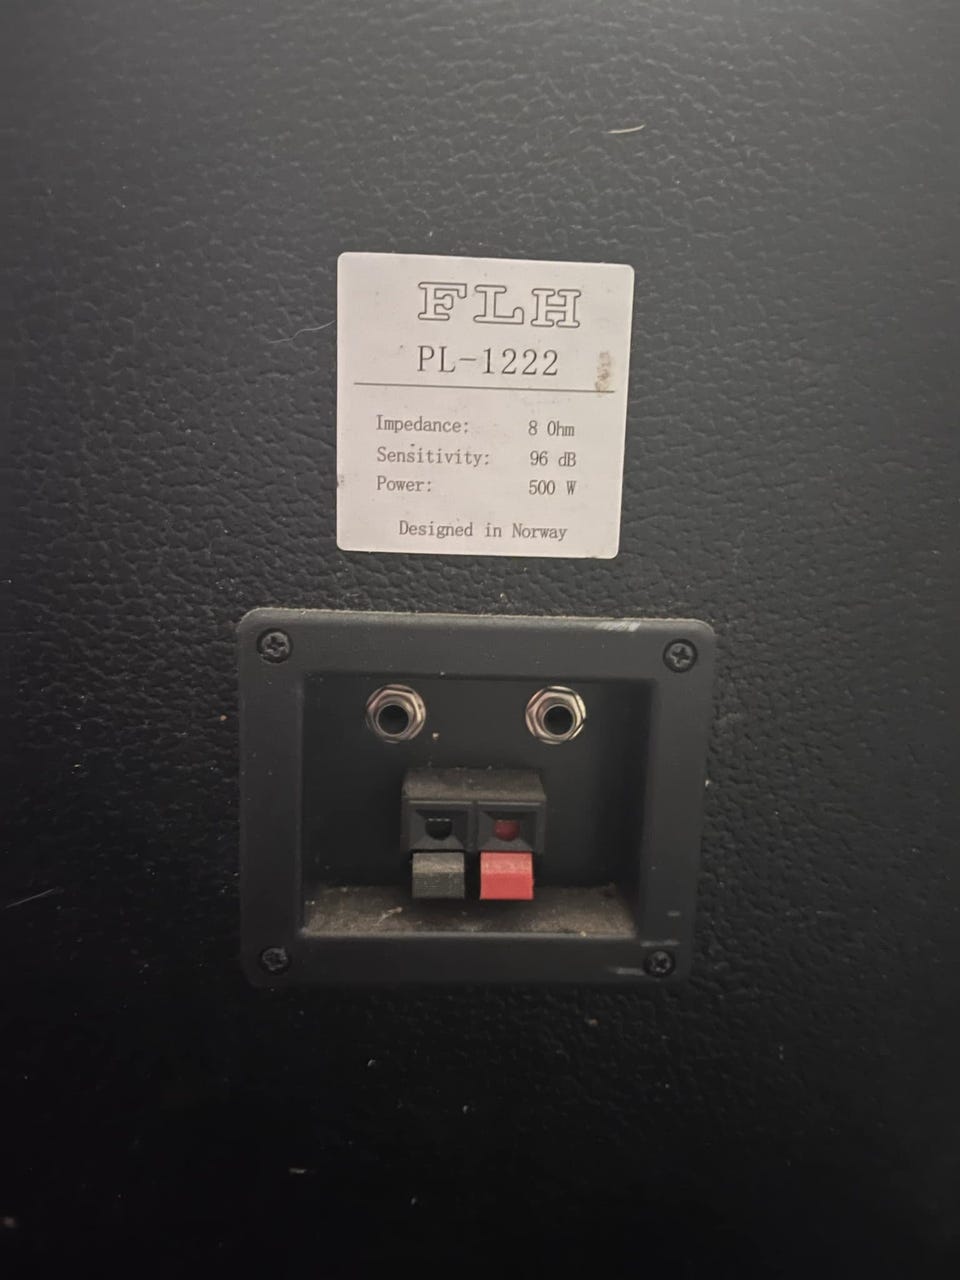 FLH
PL-1222
Impedance: 8 Ohm
Sensitivity: 96 dB
Power: 500 W
Designed in Norway